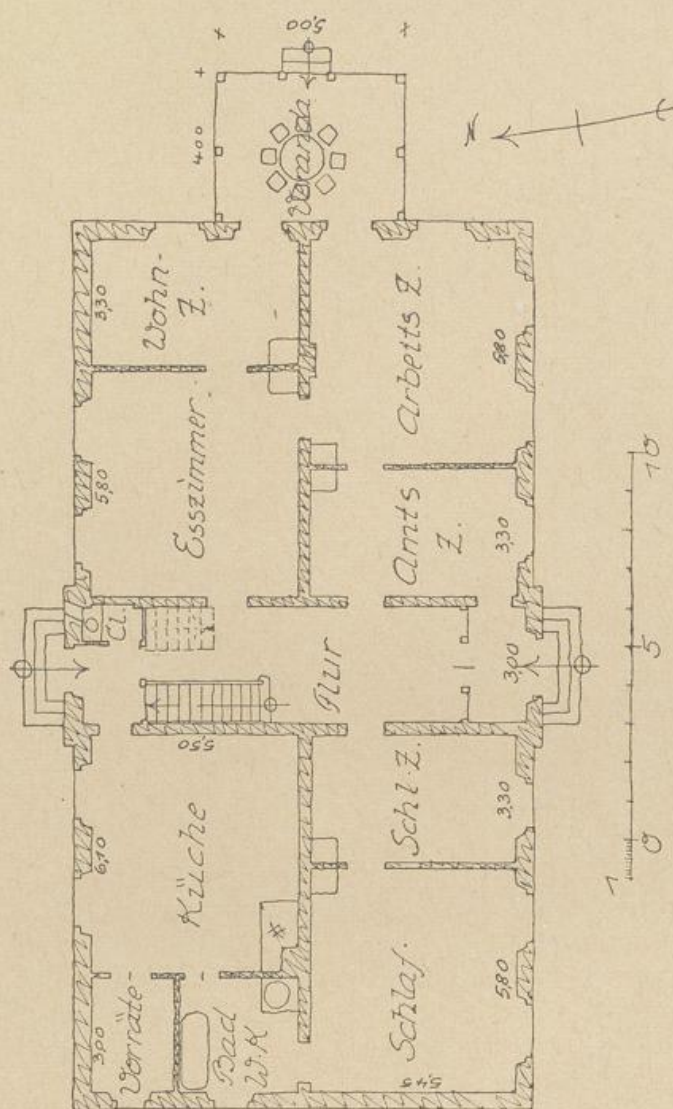 5,00
400
Veranda
N
Wohn-
Z.
3,30
Esszimmer.
5,80
Arbeits Z.
5,80
Amts
Z.
3,30
Cl.
Flur
3,00
5,50
Küche
6,10
Schl. Z.
3,30
Vorräte
3,00
Bad
W.K
Schlaf.
5,80
5,45
1
0
5
10